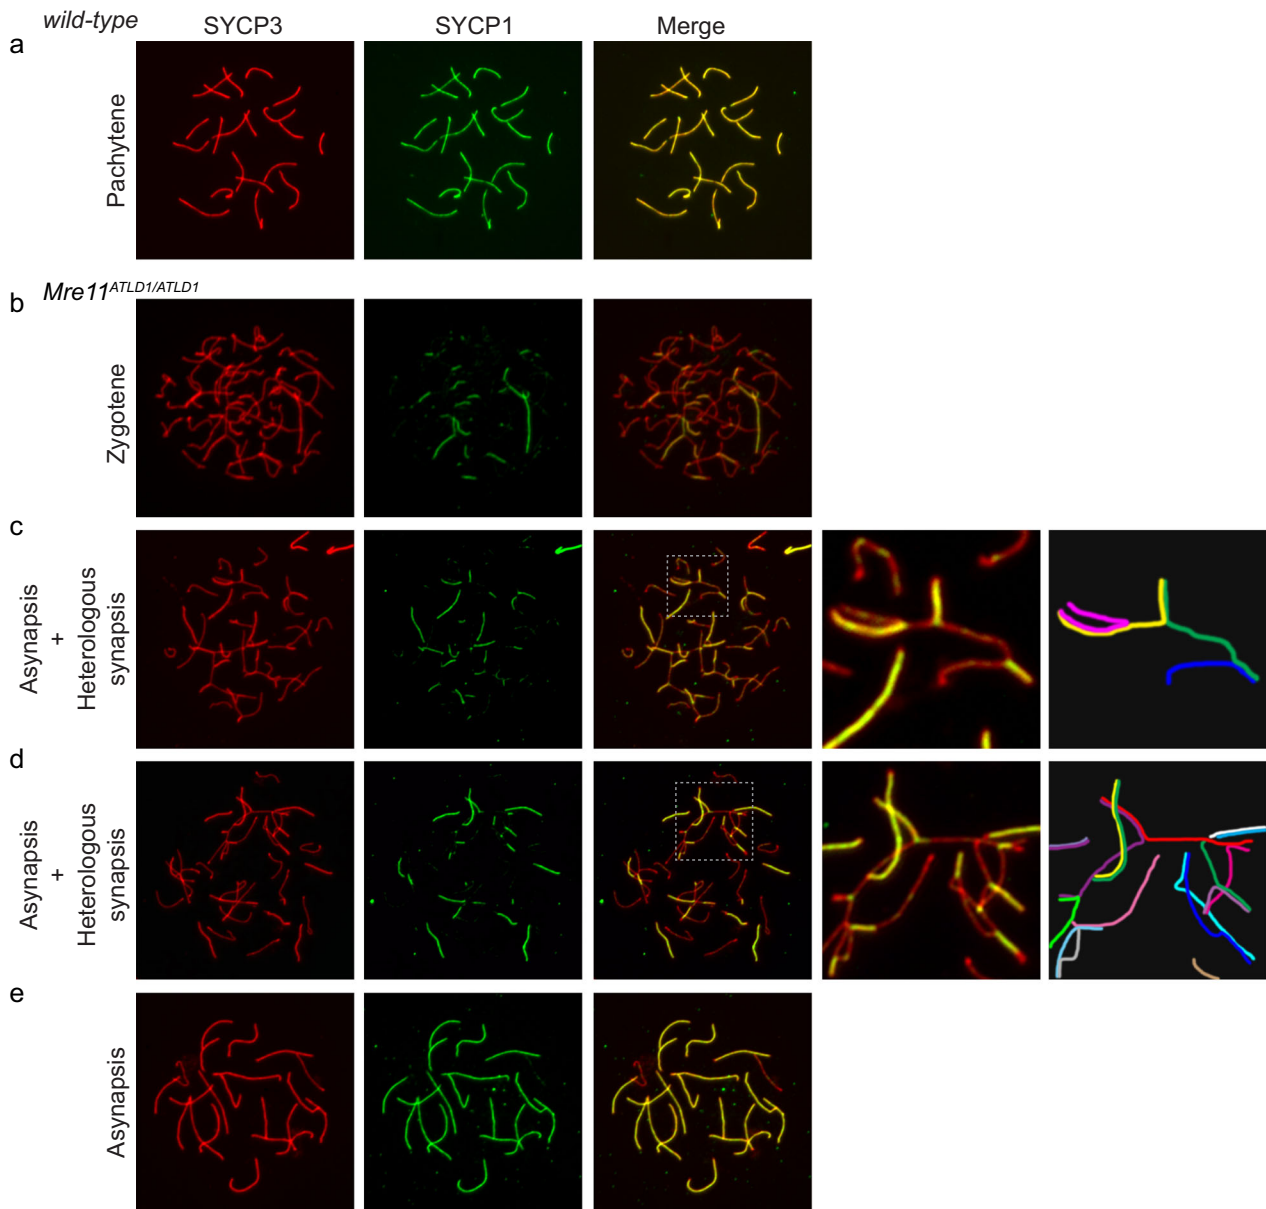 wild-type
SYCP3
SYCP1
Merge
a
Pachytene
Mre11ATLD1/ATLD1
b
Zygotene
c
Asynapsis
+
Heterologous
synapsis
d
Asynapsis
+
Heterologous
synapsis
e
Asynapsis